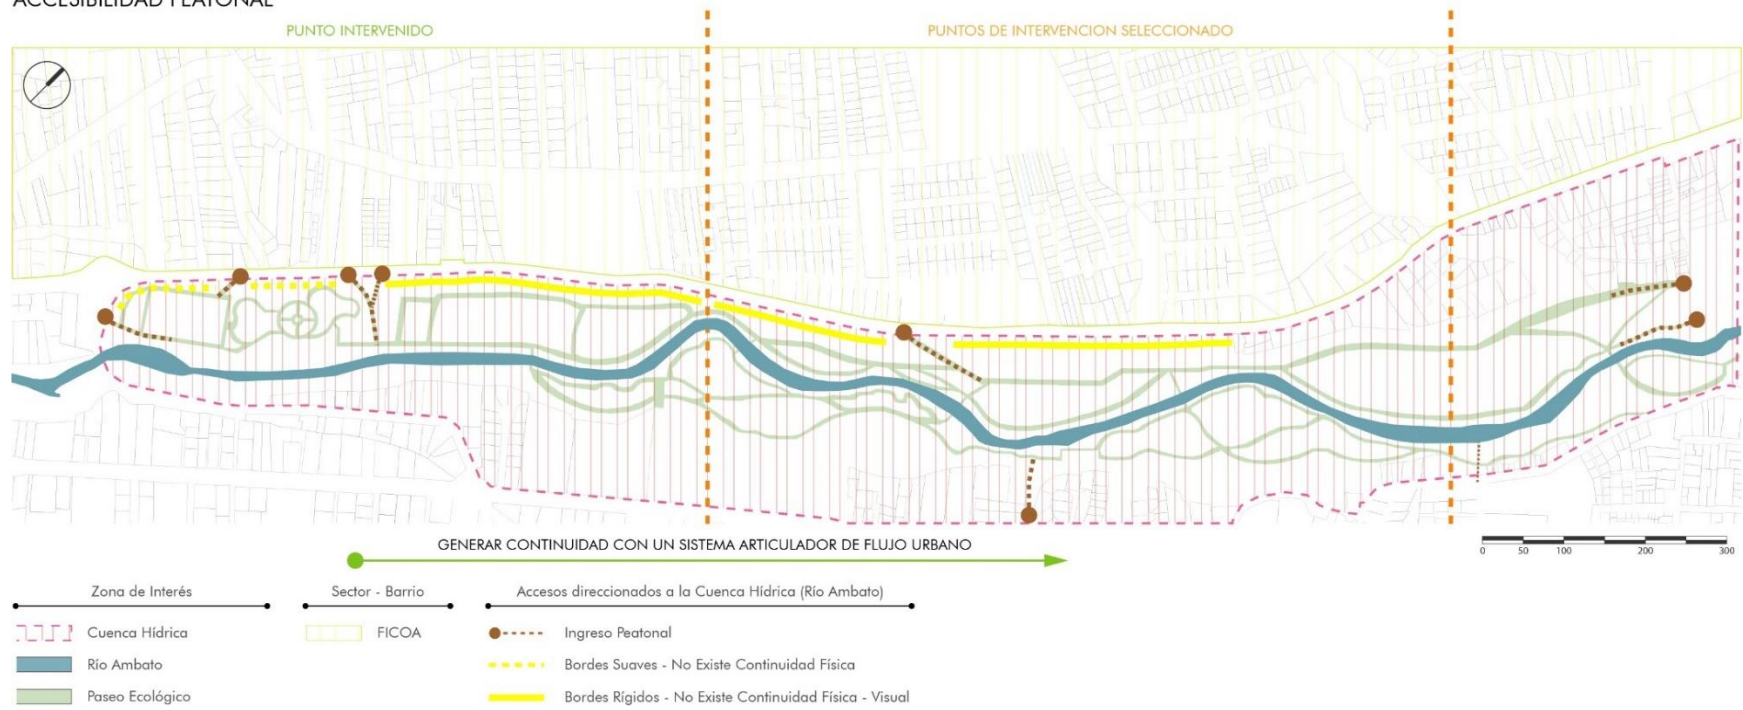 ACCESIBILIDAD PEATONAL
PUNTO INTERVENIDO
PUNTOS DE INTERVENCION SELECCIONADO
GENERAR CONTINUIDAD CON UN SISTEMA ARTICULADOR DE FLUJO URBANO
0 50 100 200 300
Zona de Interés
Sector - Barrio
Accesos direccionados a la Cuenca Hídrica (Río Ambato)
Cuenca Hídrica
FICOA
Ingreso Peatonal
Río Ambato
Bordes Suaves - No Existe Continuidad Física
Paseo Ecológico
Bordes Rígidos - No Existe Continuidad Física - Visual